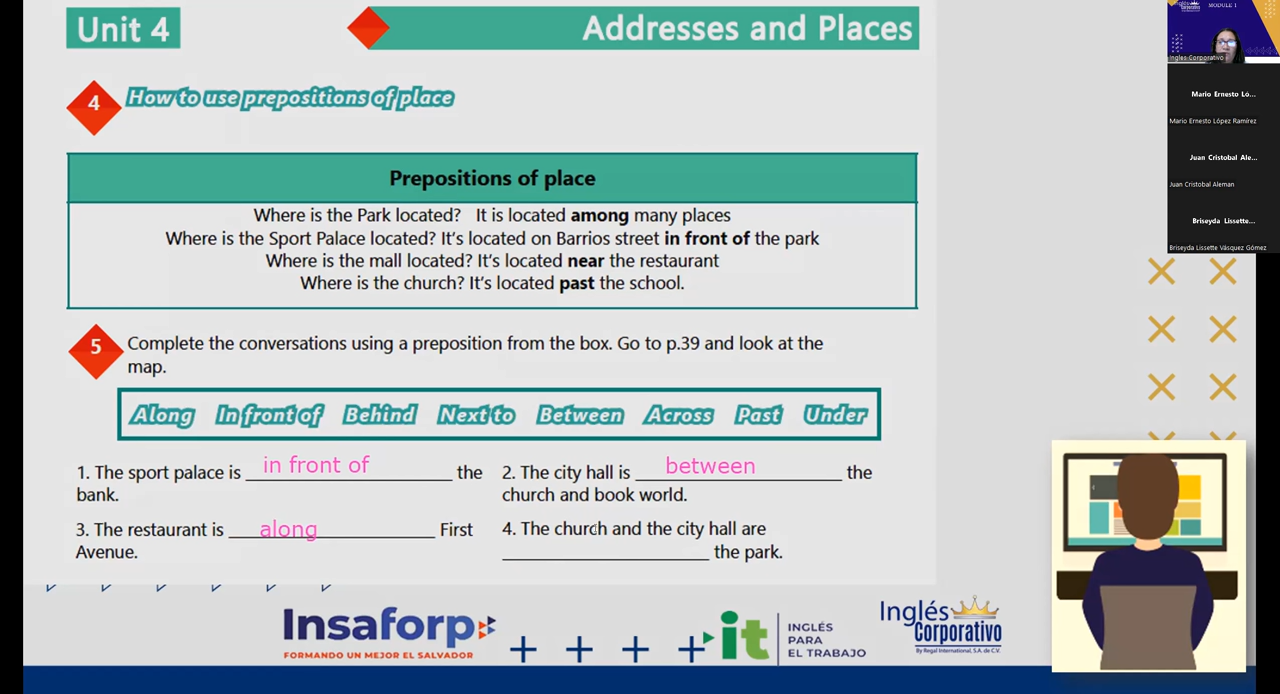 Unit 4
Addresses and Places
4
How to use prepositions of place
Prepositions of place
Where is the Park located? It is located among many places
Where is the Sport Palace located? It's located on Barrios street in front of the park
Where is the mall located? It's located near the restaurant
Where is the church? It's located past the school.
5
Complete the conversations using a preposition from the box. Go to p.39 and look at the
map.
Along In front of Behind Next to Between Across Past Under
1. The sport palace is in front of the
bank.
2. The city hall is between the
church and book world.
3. The restaurant is along First
Avenue.
4. The church and the city hall are
the park.
Insaforp
FORMANDO UN MEJOR EL SALVADOR
it
INGLÉS
PARA
EL TRABAJO
Inglés
Corporativo
By Regal International, S.A. de C.V.
MODULE 1
Ingles Corporativo
Mario Ernesto Ló...
Mario Ernesto López Ramírez
Juan Cristobal Ale...
Juan Cristobal Aleman
Briseyda Lissette...
Briseyda Lissette Vásquez Gómez